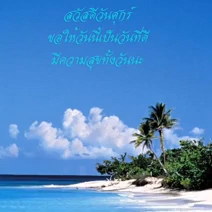 สวัสดีวันศุกร์
ขอให้วันนี้เป็นวันที่ดี
มีความสุขทั้งวันนะ